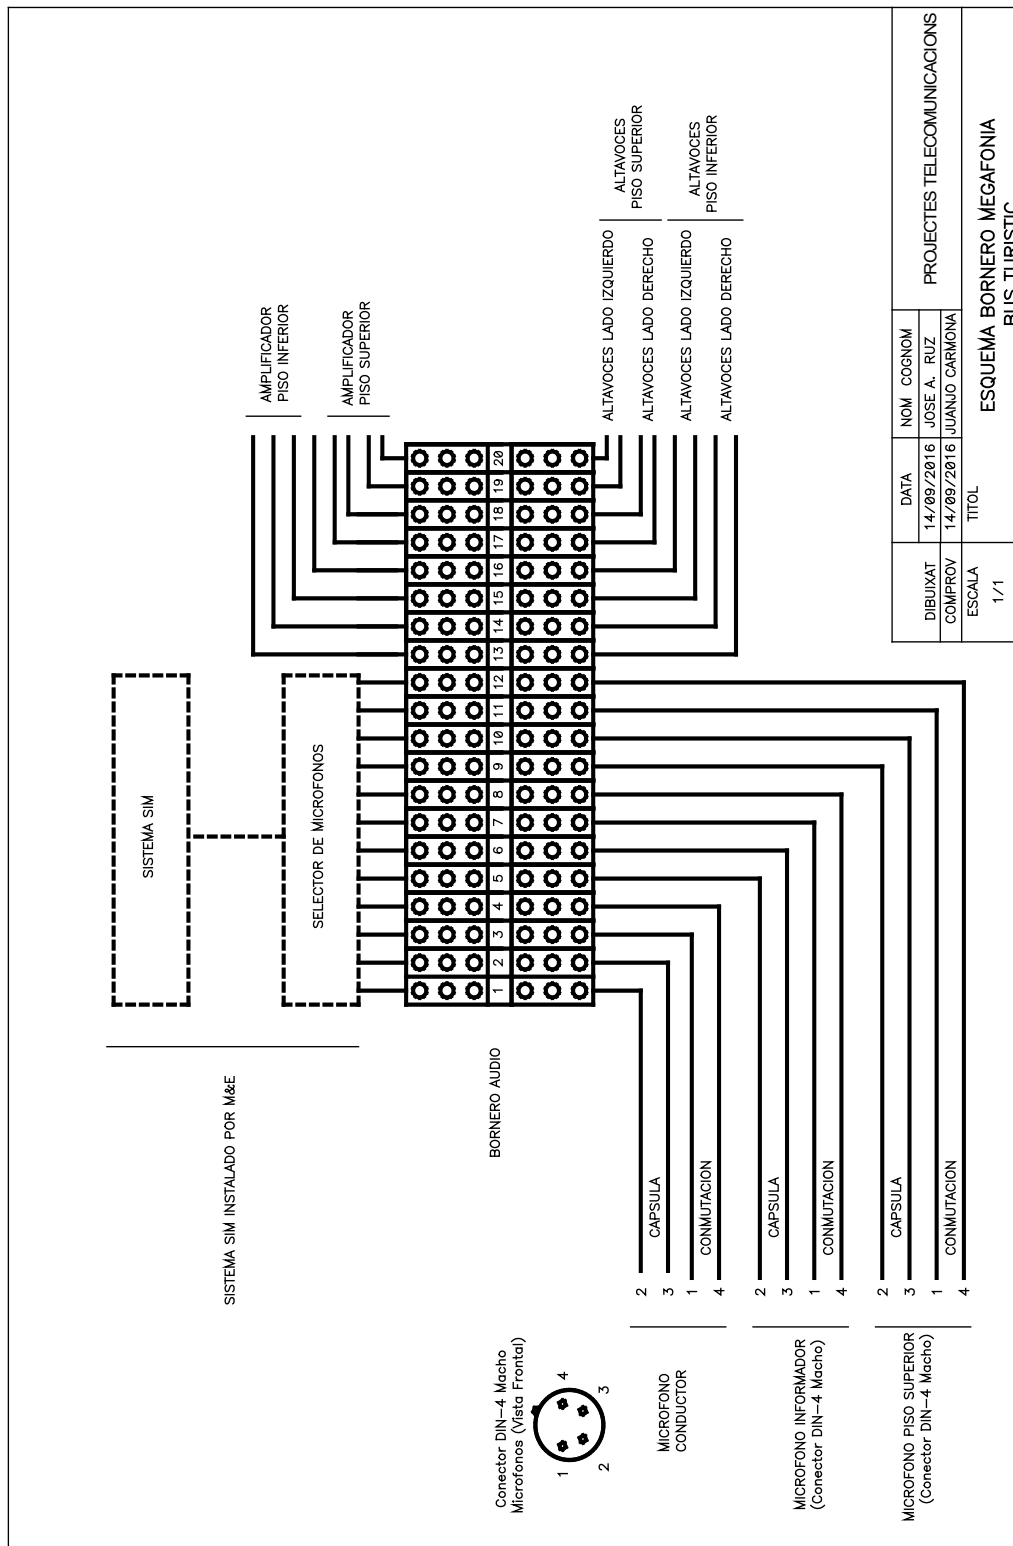 SISTEMA SIM INSTALADO POR M&E
SISTEMA SIM
SELECTOR DE MICROFONOS
AMPLIFICADOR
PISO INFERIOR
AMPLIFICADOR
PISO SUPERIOR
BORNERO AUDIO
1 2 3 4 5 6 7 8 9 10 11 12 13 14 15 16 17 18 19 20
Conector DIN-4 Macho
Microfonos (Vista Frontal)
1 4
2 3
MICROFONO
CONDUCTOR
2
CAPSULA
3
1
CONMUTACION
4
MICROFONO INFORMADOR
(Conector DIN-4 Macho)
2
CAPSULA
3
1
CONMUTACION
4
MICROFONO PISO SUPERIOR
(Conector DIN-4 Macho)
2
CAPSULA
3
1
CONMUTACION
4
ALTAVOCES LADO IZQUIERDO
ALTAVOCES LADO DERECHO
ALTAVOCES
PISO SUPERIOR
ALTAVOCES LADO IZQUIERDO
ALTAVOCES LADO DERECHO
ALTAVOCES
PISO INFERIOR
DATA NOM COGNOM
DIBUIXAT 14/09/2016 JOSE A. RUZ
COMPROV 14/09/2016 JUANJO CARMONA
PROJECTES TELECOMUNICACIONS
ESCALA
1/1
TITOL
ESQUEMA BORNERO MEGAFONIA
BUS TURISTIC